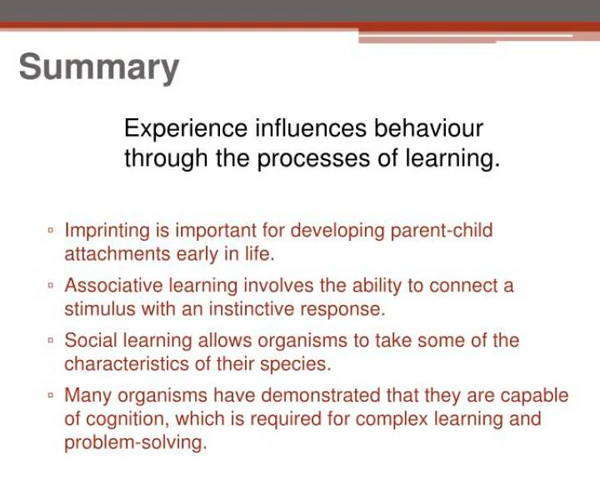 Summary
Experience influences behaviour
through the processes of learning.
▫ Imprinting is important for developing parent-child
attachments early in life.
▫ Associative learning involves the ability to connect a
stimulus with an instinctive response.
▫ Social learning allows organisms to take some of the
characteristics of their species.
▫ Many organisms have demonstrated that they are capable
of cognition, which is required for complex learning and
problem-solving.